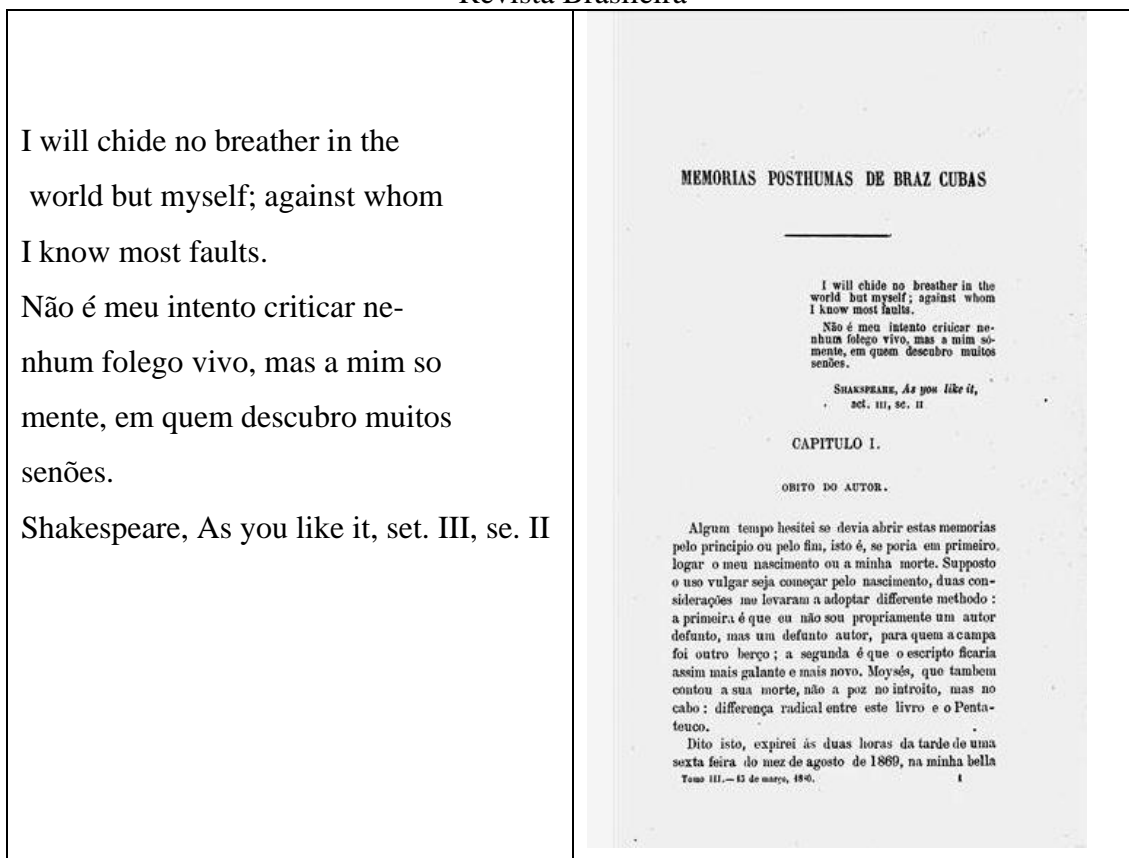 Revista Brasileira
I will chide no breather in the
world but myself; against whom
I know most faults.
Não é meu intento criticar ne-
nhum folego vivo, mas a mim so
mente, em quem descubro muitos
senões.
Shakespeare, As you like it, set. III, se. II
MEMORIAS POSTHUMAS DE BRAZ CUBAS
I will chide no breather in the
world but myself; against whom
I know most faults.
Não é meu intento criticar ne-
nhum folego vivo, mas a mim só-
mente, em quem descubro muitos
senões.
SHAKSPEARE, As you like it,
act. III, sc. II
CAPITULO I.
OBITO DO AUTOR.
Algum tempo hesitei se devia abrir estas memorias
pelo principio ou pelo fim, isto é, se poria em primeiro
logar o meu nascimento ou a minha morte. Supposto
o uso vulgar seja começar pelo nascimento, duas con-
siderações me levaram a adoptar differente methodo:
a primeira é que eu não sou propriamente um autor
defunto, mas um defunto autor, para quem a campa
foi outro berço; a segunda é que o escripto ficaria
assim mais galante e mais novo. Moysés, que tambem
contou a sua morte, não a poz no introito, mas no
cabo: differença radical entre este livro e o Penta-
teuco.
Dito isto, expirei ás duas horas da tarde de uma
sexta feira do mez de agosto de 1869, na minha bella
Tomo III.—15 de março, 1880. 1